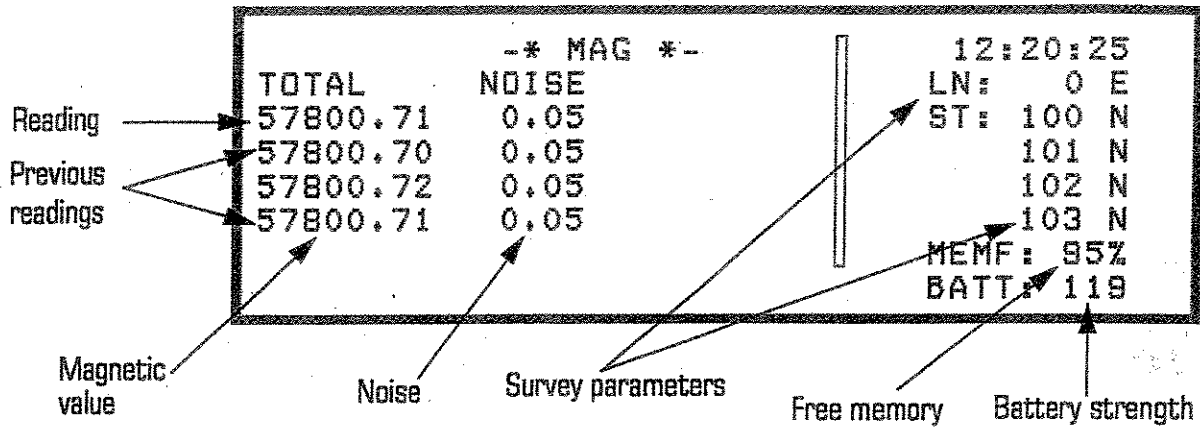 -* MAG *- 12:20:25
TOTAL NOISE LN: 0 E
Reading 57800.71 0.05 ST: 100 N
57800.70 0.05 101 N
Previous readings
57800.72 0.05 102 N
57800.71 0.05 103 N
MEMF: 95%
BATT: 119
Magnetic value
Noise
Survey parameters
Free memory
Battery strength